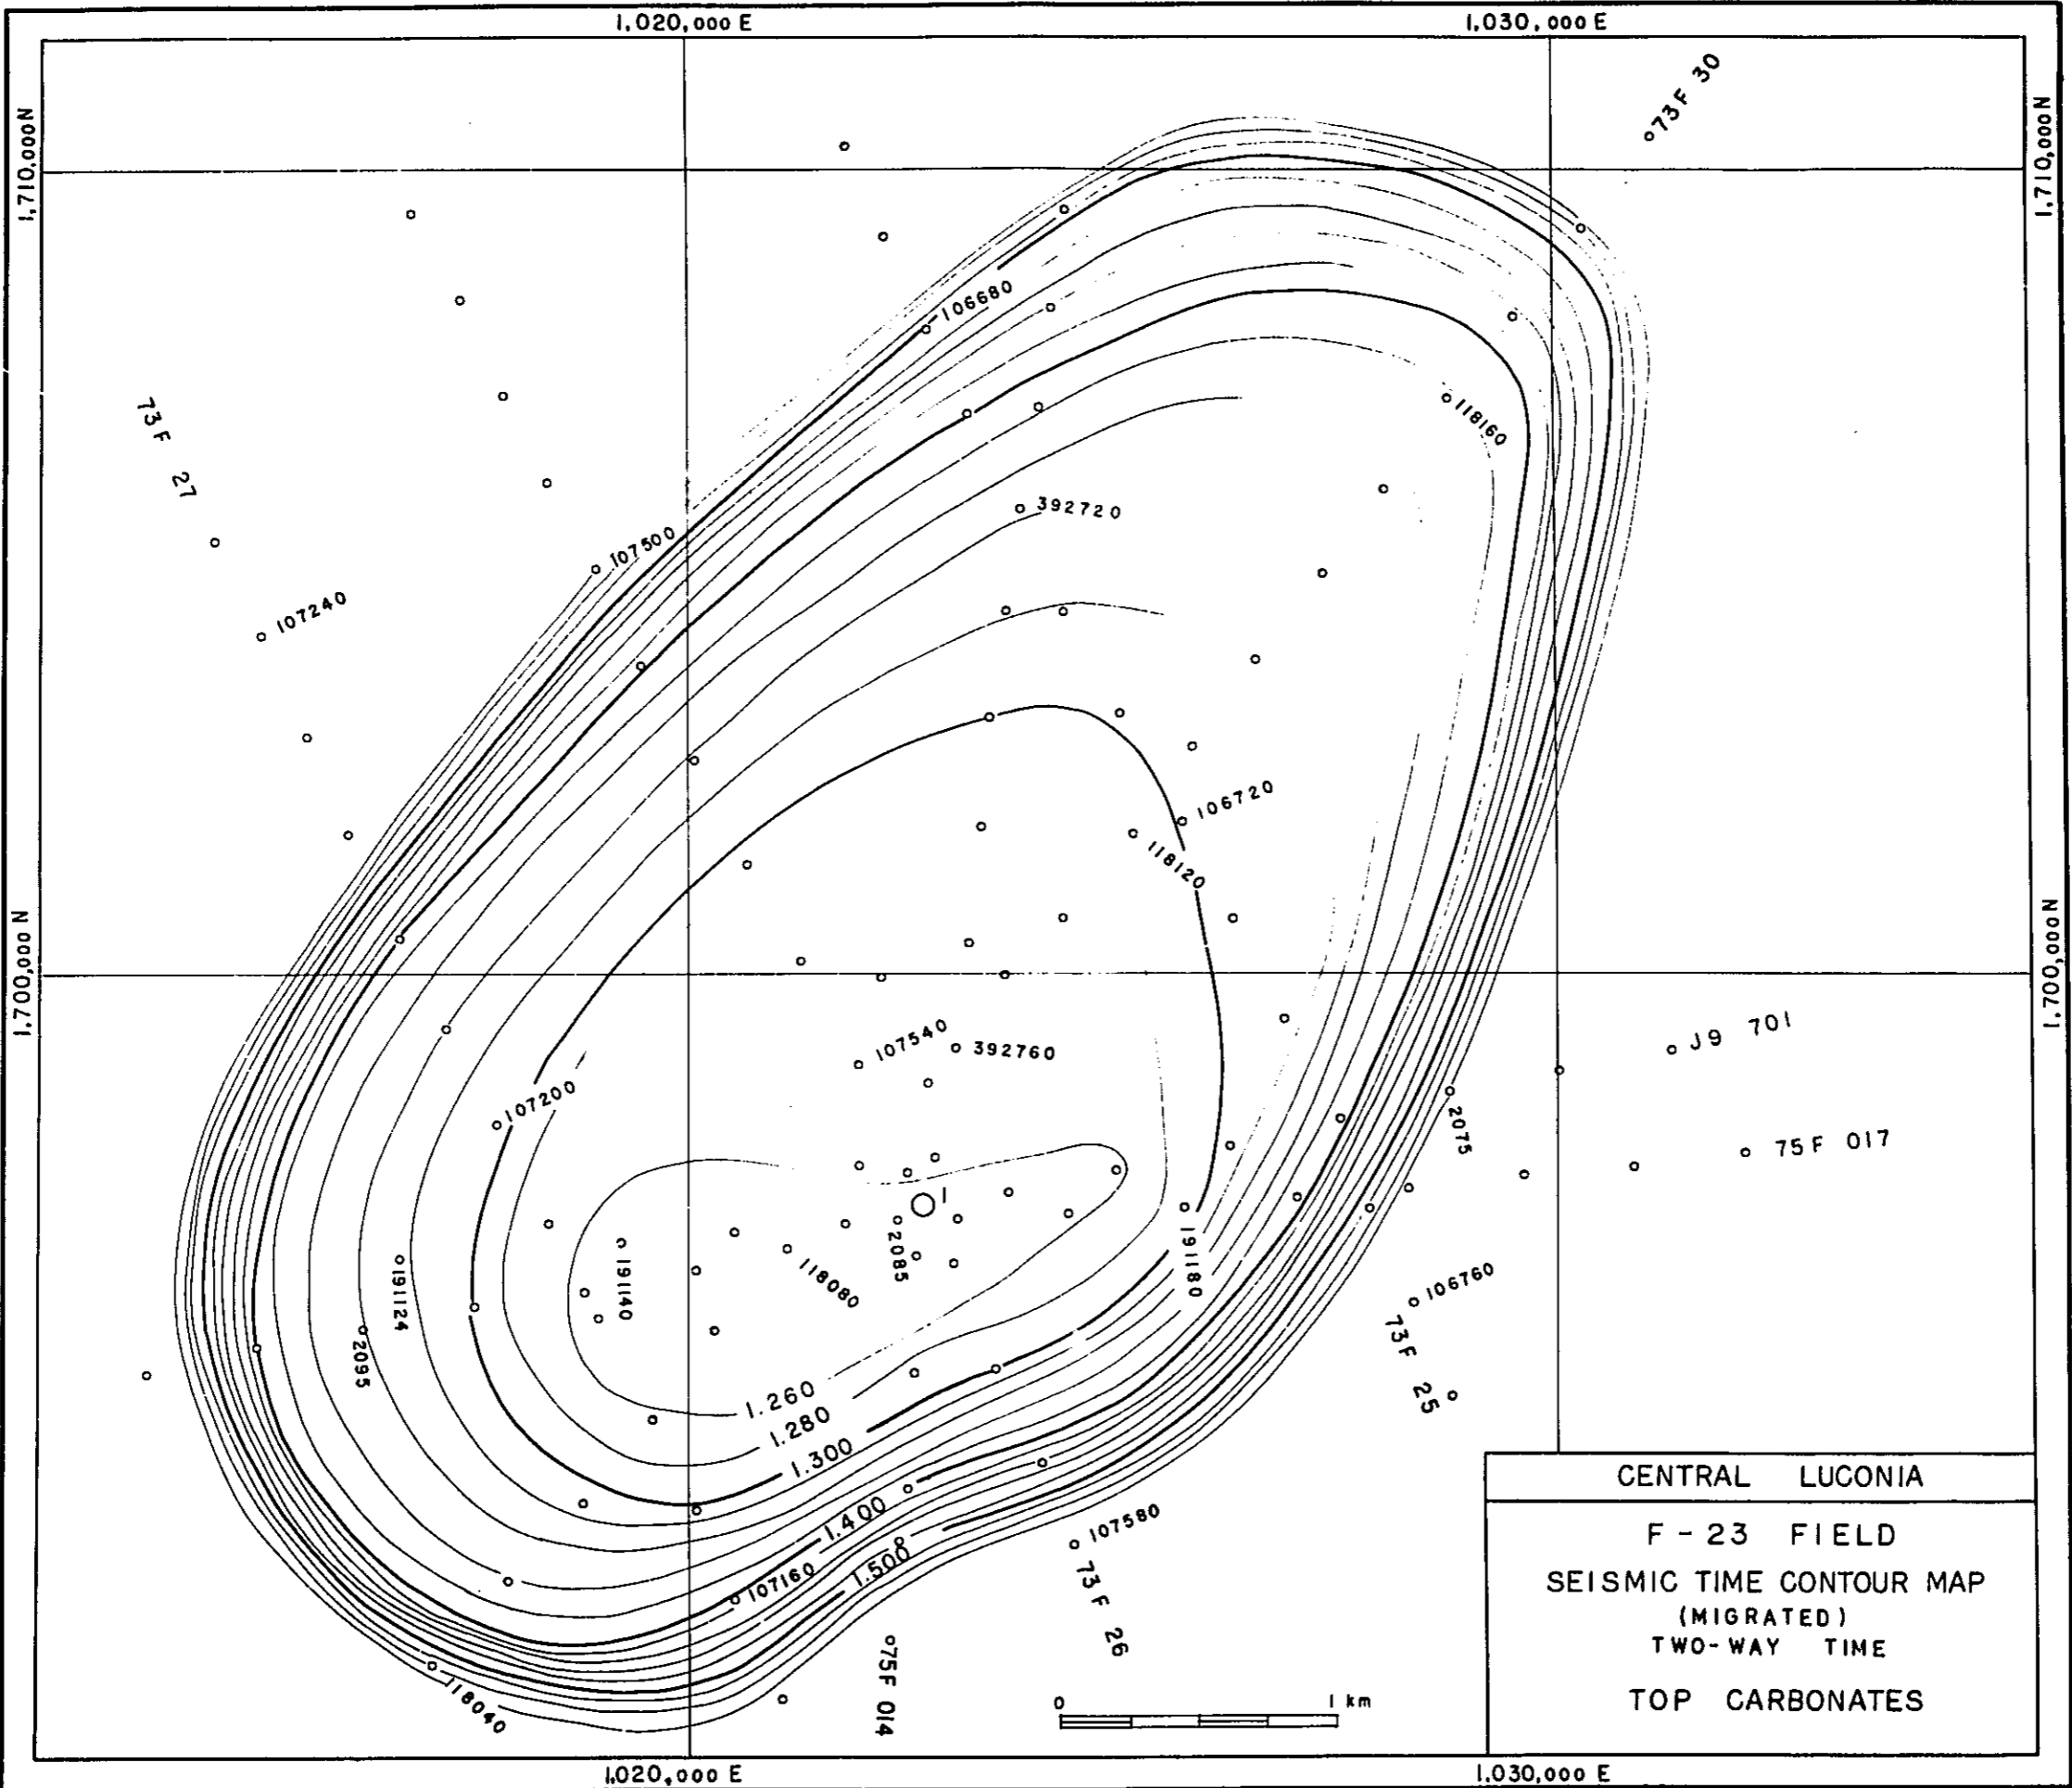 1,020,000 E
1,030,000 E
1,710,000N
1,710,000N
73F 30
106680
73F 27
118160
392720
107500
107240
106720
118120
1,700,000 N
1,700,000 N
107540
392760
J9 701
107200
2075
75F 017
1
2085
191180
118080
191140
191124
2095
106760
73F 25
1.260
1.280
1.300
1.400
1.500
107160
107580
73F 26
118040
75F 014
0
1 km
CENTRAL LUCONIA
F-23 FIELD
SEISMIC TIME CONTOUR MAP
(MIGRATED)
TWO-WAY TIME
TOP CARBONATES
1,020,000 E
1,030,000 E